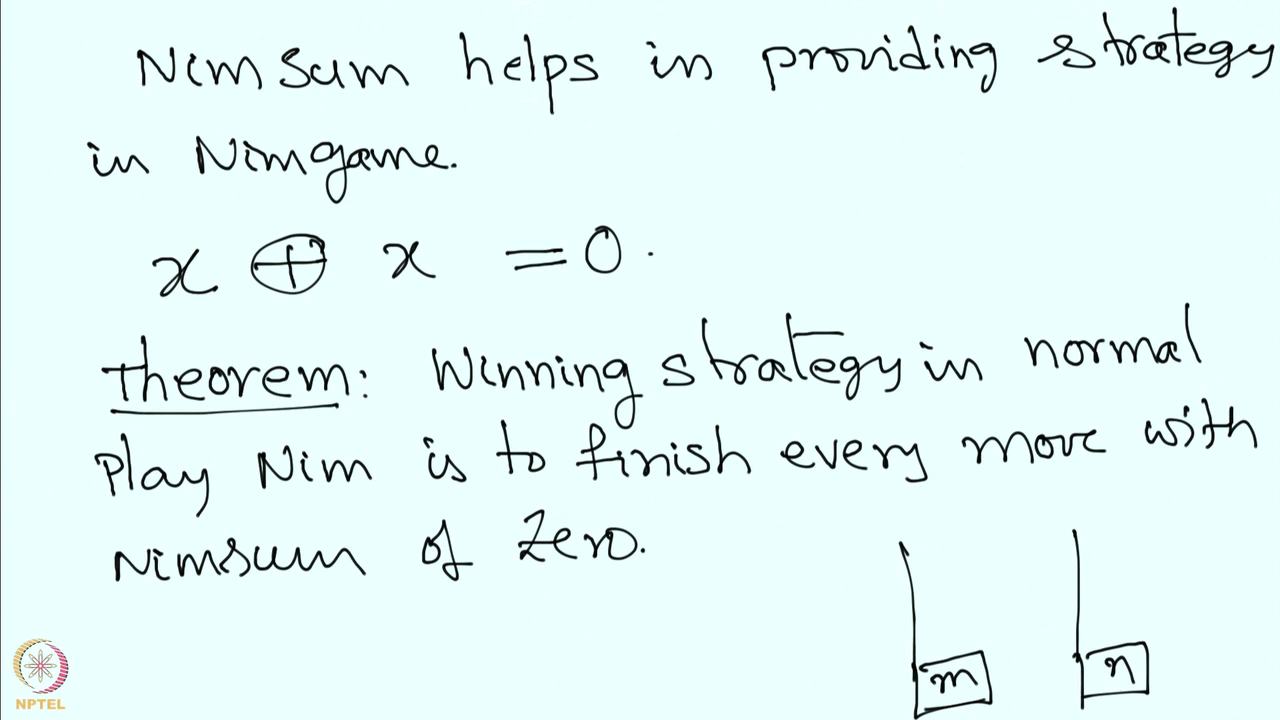 Nim Sum helps in providing strategy
in Nimgame.
x ⊕ x = 0.
Theorem: Winning strategy in normal
Play Nim is to finish every move with
Nimsum of Zero.
m n
NPTEL